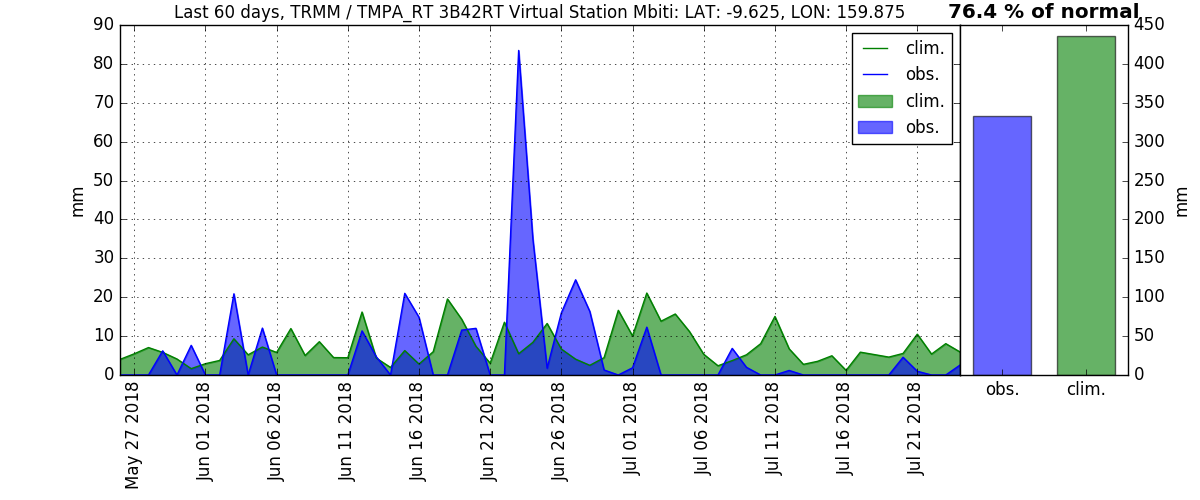 Last 60 days, TRMM / TMPA_RT 3B42RT Virtual Station Mbiti: LAT: -9.625, LON: 159.875
76.4 % of normal
90
80
70
60
50
40
30
20
10
0
mm
clim.
obs.
clim.
obs.
450
400
350
300
250
200
150
100
50
0
mm
May 27 2018
Jun 01 2018
Jun 06 2018
Jun 11 2018
Jun 16 2018
Jun 21 2018
Jun 26 2018
Jul 01 2018
Jul 06 2018
Jul 11 2018
Jul 16 2018
Jul 21 2018
obs.
clim.